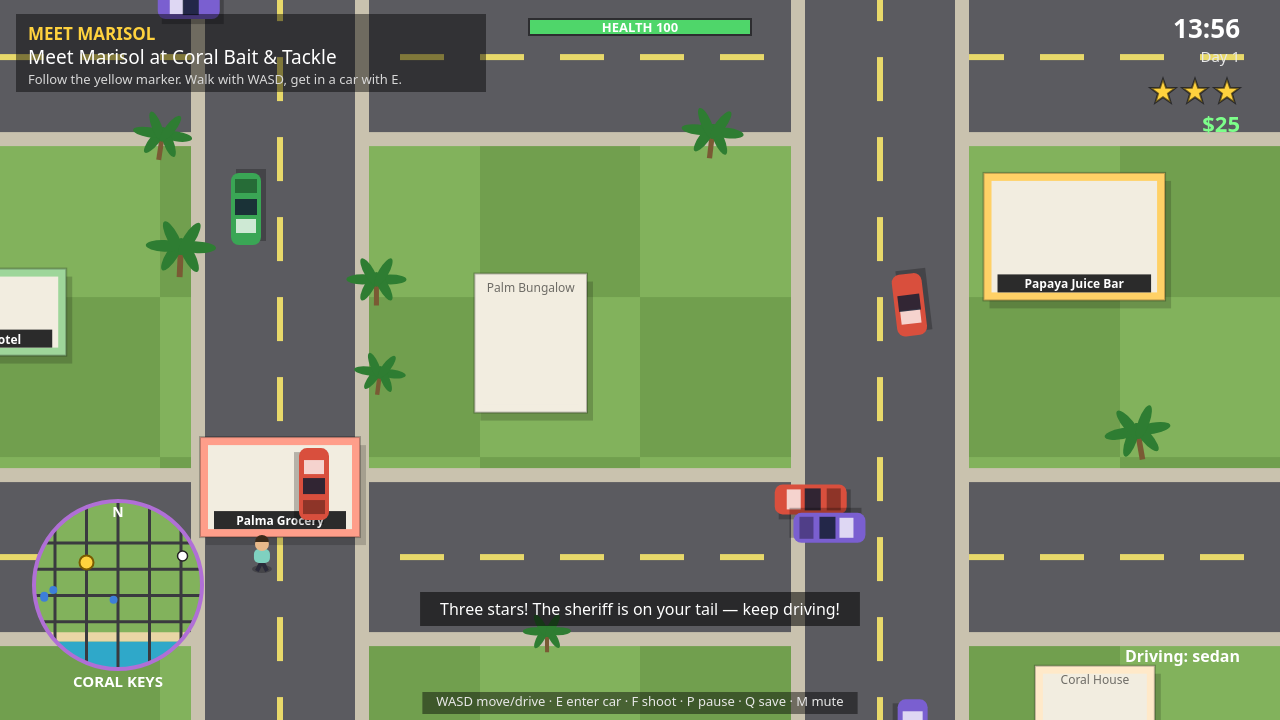 MEET MARISOL
Meet Marisol at Coral Bait & Tackle
Follow the yellow marker. Walk with WASD, get in a car with E.
HEALTH 100
13:56
Day 1
$25
Palm Bungalow
Papaya Juice Bar
otel
Palma Grocery
N
CORAL KEYS
Three stars! The sheriff is on your tail — keep driving!
Driving: sedan
Coral House
WASD move/drive · E enter car · F shoot · P pause · Q save · M mute